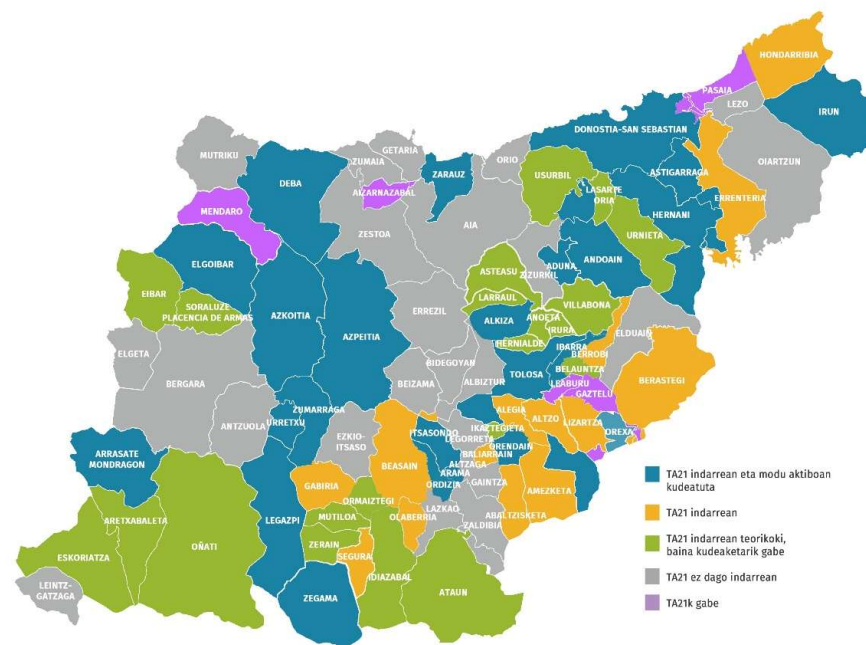 HONDARRIBIA
PASAIA
LEZO
IRUN
DONOSTIA-SAN SEBASTIAN
OIARTZUN
MUTRIKU
GETARIA
ZUMAIA
ORIO
ZARAUZ
DEBA
AIZARNAZABAL
USURBIL
LASARTE
ORIA
ASTIGARRAGA
ERRENTERIA
HERNANI
MENDARO
ZESTOA
AIA
URNIETA
ELGOIBAR
ASTEASU
ZIZURKIL
ADUNA
ANDOAIN
EIBAR
SORALUZE
PLACENCIA DE ARMAS
LARRAUL
VILLABONA
AZKOITIA
AZPEITIA
ERREZIL
ALKIZA
ANOETA
IRURA
ELDUAIN
HERNIALDE
IBARRA
BERROBI
ELGETA
BERGARA
BIDEGOYAN
BELAUNTZA
TOLOSA
LEABURU
GAZTELU
BERASTEGI
BEIZAMA
ALBIZTUR
ANTZUOLA
ZUMARRAGA
URRETXU
ALEGIA
ALTZO
LIZARTZA
OREXA
ITSASONDO
IKAZTEGIETA
LEGORRETA
ORENDAIN
EZKIO-
ITSASO
BEASAIN
BALIARRAIN
ALTZAGA
ARAMA
ARRASATE
MONDRAGON
GABIRIA
ORDIZIA
GAINTZA
AMEZKETA
ORMAIZTEGI
LEGAZPI
MUTILOA
OLABERRIA
LAZKAO
ABALTZISKETA
ZALDIBIA
ARETXABALETA
OÑATI
ZERAIN
SEGURA
ESKORIATZA
IDIAZABAL
ATAUN
LEINTZ-
GATZAGA
ZEGAMA
TA21 indarrean eta modu aktiboan
kudeatuta
TA21 indarrean
TA21 indarrean teorikoki,
baina kudeaketarik gabe
TA21 ez dago indarrean
TA21k gabe